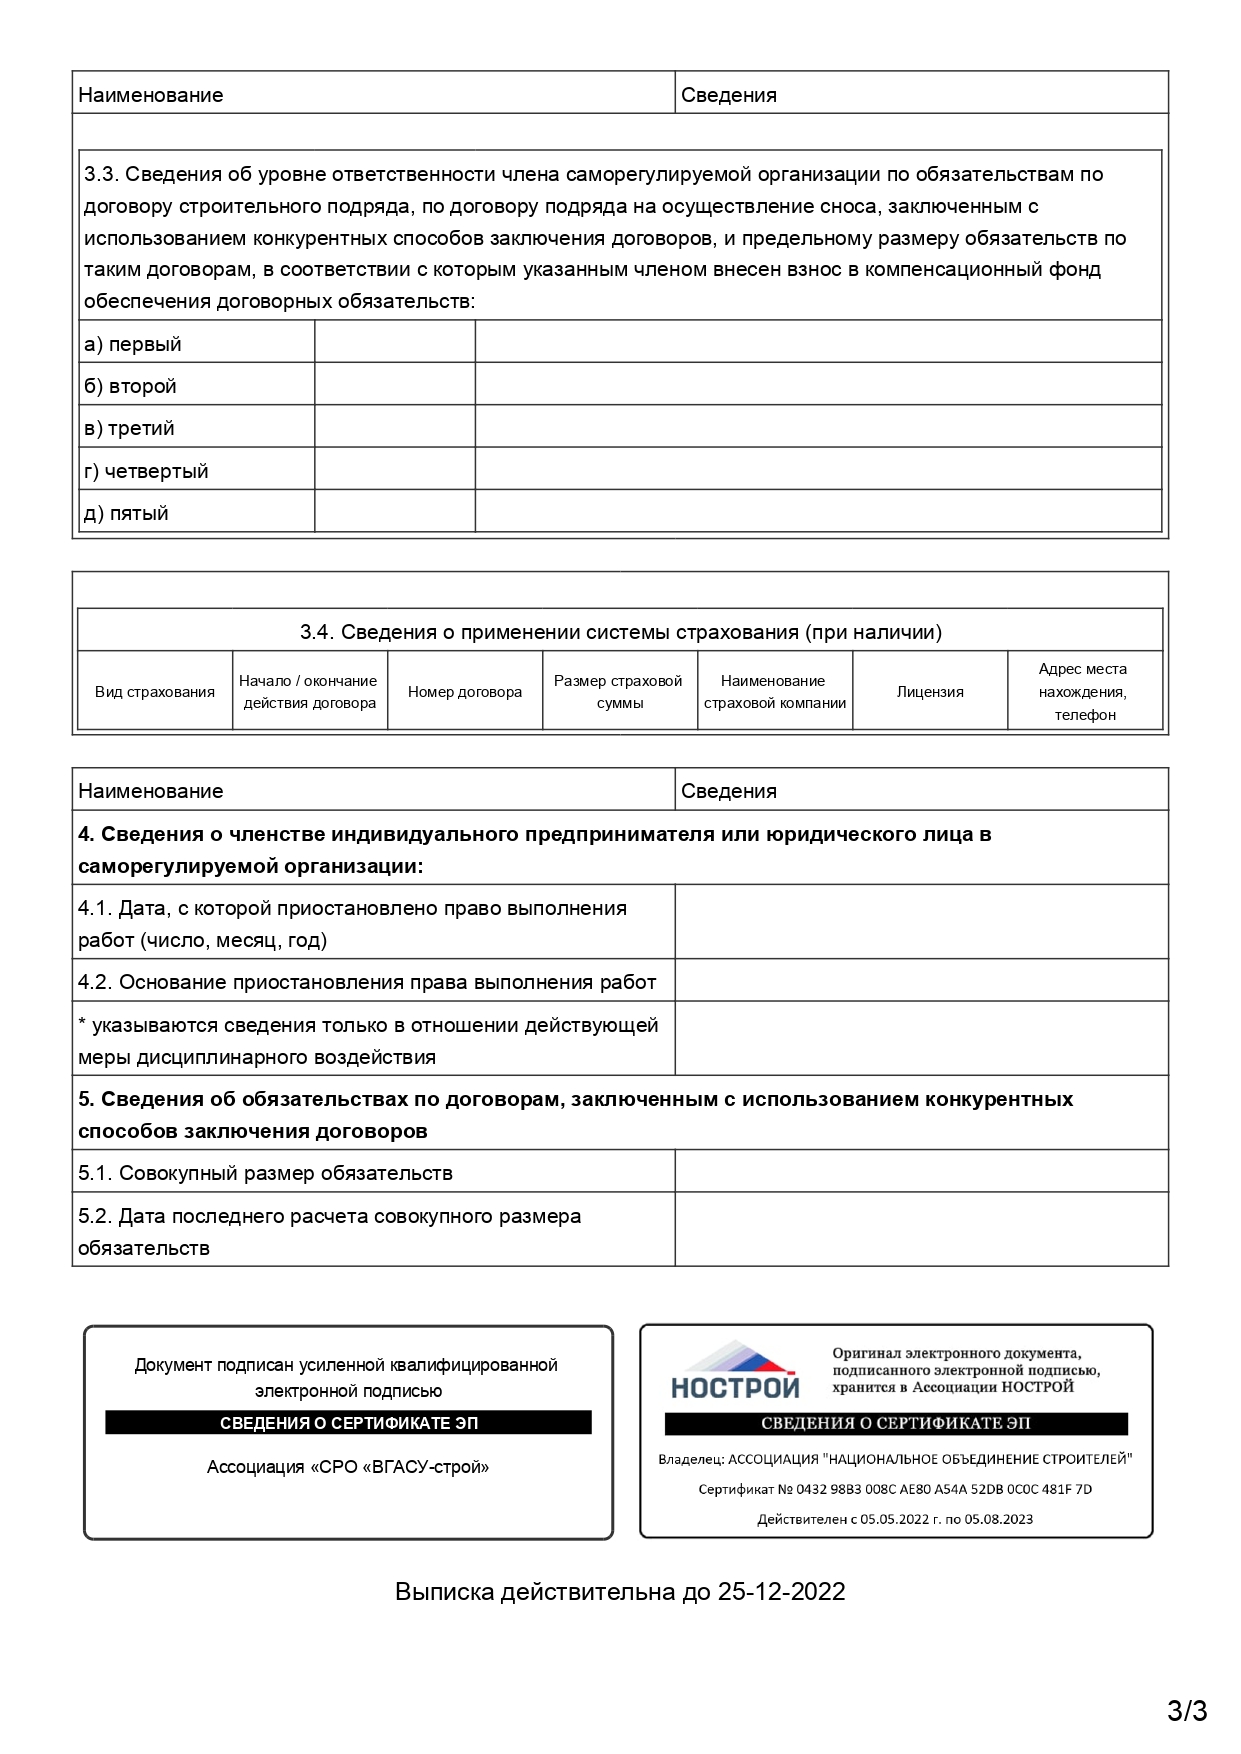 Наименование
Сведения
3.3. Сведения об уровне ответственности члена саморегулируемой организации по обязательствам по
договору строительного подряда, по договору подряда на осуществление сноса, заключенным с
использованием конкурентных способов заключения договоров, и предельному размеру обязательств по
таким договорам, в соответствии с которым указанным членом внесен взнос в компенсационный фонд
обеспечения договорных обязательств:
а) первый
б) второй
в) третий
г) четвертый
д) пятый
3.4. Сведения о применении системы страхования (при наличии)
Вид страхования
Начало / окончание
действия договора
Номер договора
Размер страховой
суммы
Наименование
страховой компании
Лицензия
Адрес места
нахождения,
телефон
Наименование
Сведения
4. Сведения о членстве индивидуального предпринимателя или юридического лица в
саморегулируемой организации:
4.1. Дата, с которой приостановлено право выполнения
работ (число, месяц, год)
4.2. Основание приостановления права выполнения работ
* указываются сведения только в отношении действующей
меры дисциплинарного воздействия
5. Сведения об обязательствах по договорам, заключенным с использованием конкурентных
способов заключения договоров
5.1. Совокупный размер обязательств
5.2. Дата последнего расчета совокупного размера
обязательств
Документ подписан усиленной квалифицированной
электронной подписью
СВЕДЕНИЯ О СЕРТИФИКАТЕ ЭП
Ассоциация «СРО «ВГАСУ-строй»
НОСТРОЙ
Оригинал электронного документа,
подписанного электронной подписью,
хранится в Ассоциации НОСТРОЙ
СВЕДЕНИЯ О СЕРТИФИКАТЕ ЭП
Владелец: АССОЦИАЦИЯ "НАЦИОНАЛЬНОЕ ОБЪЕДИНЕНИЕ СТРОИТЕЛЕЙ"
Сертификат № 0432 98B3 008C AE80 A54A 52DB 0C0C 481F 7D
Действителен с 05.05.2022 г. по 05.08.2023
Выписка действительна до 25-12-2022
3/3